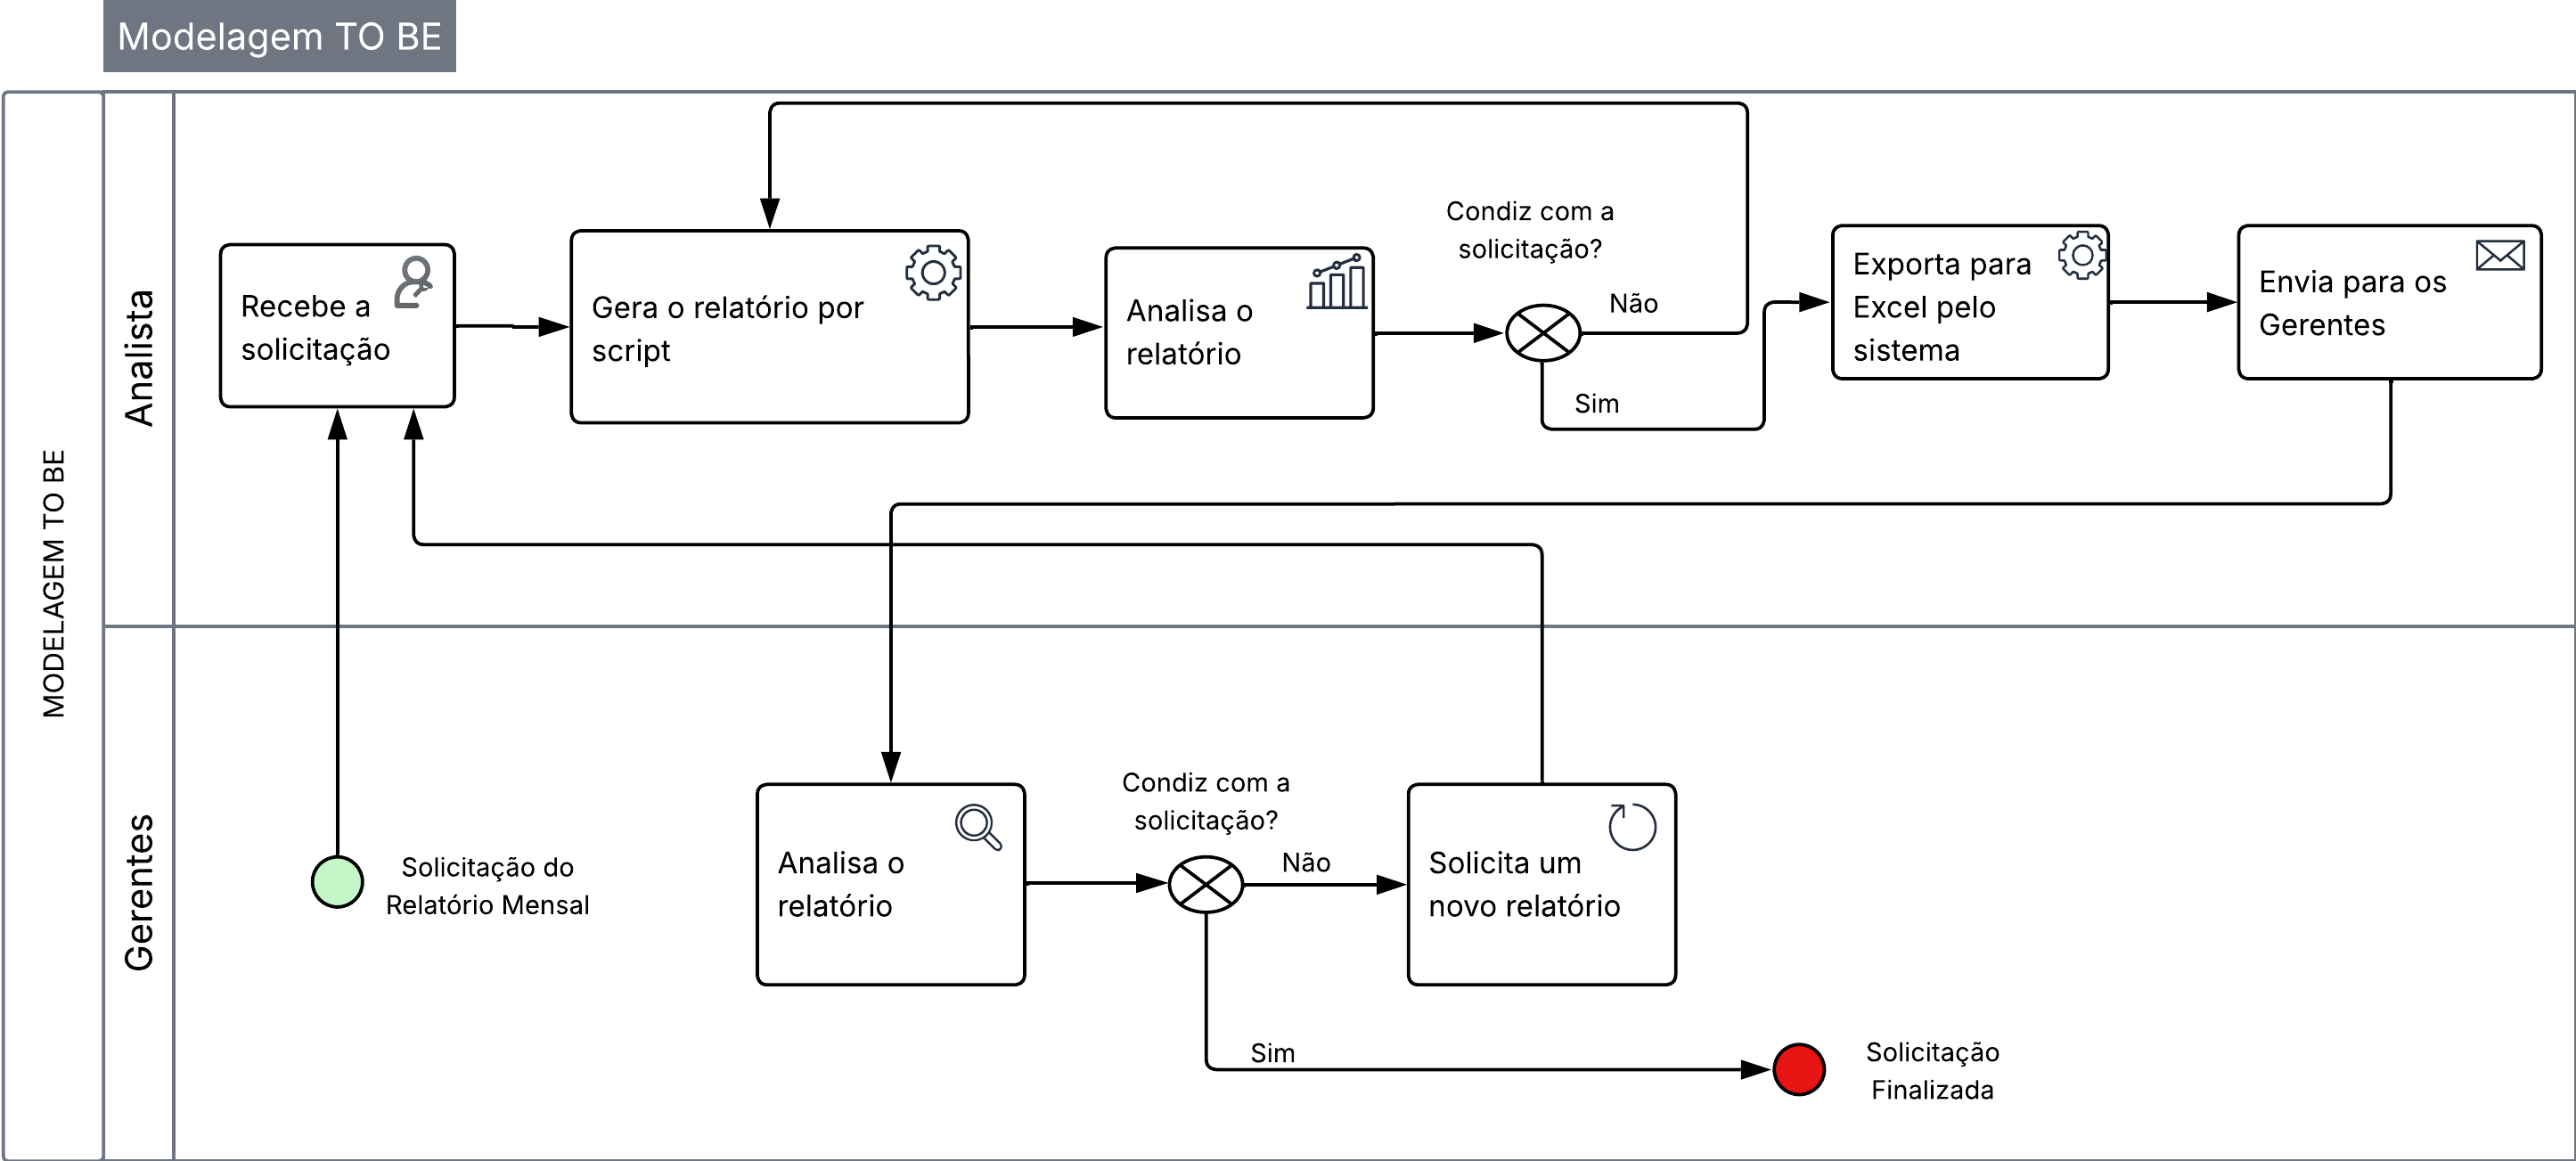 Modelagem TO BE
MODELAGEM TO BE
Analista
Recebe a
solicitação
Gera o relatório por
script
Analisa o
relatório
Condiz com a
solicitação?
Não
Sim
Exporta para
Excel pelo
sistema
Envia para os
Gerentes
Gerentes
Solicitação do
Relatório Mensal
Analisa o
relatório
Condiz com a
solicitação?
Não
Sim
Solicita um
novo relatório
Solicitação
Finalizada